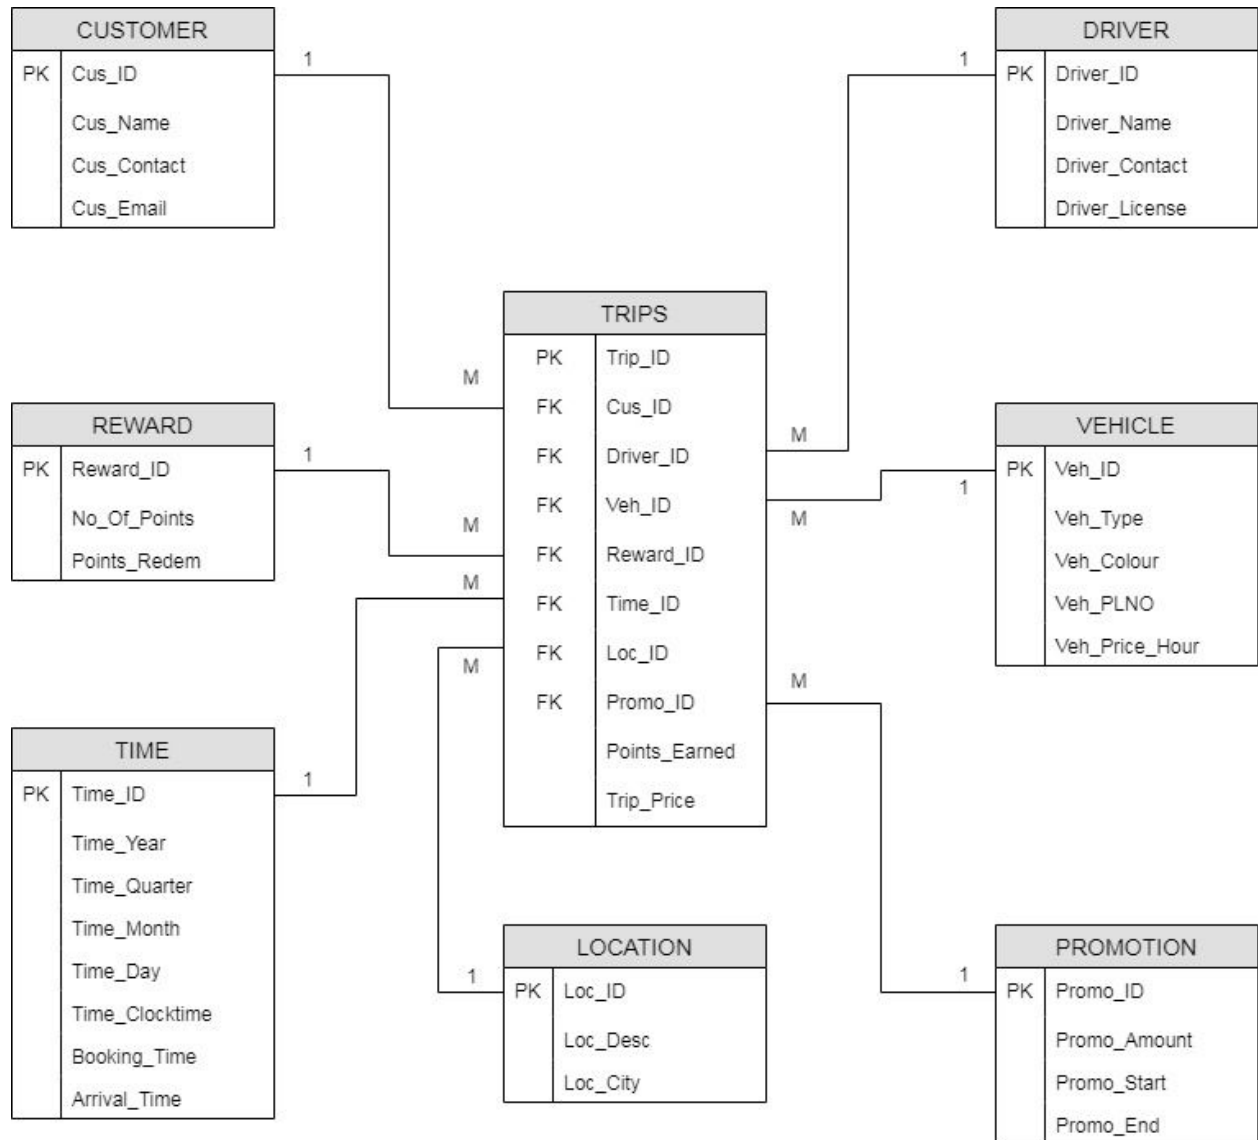 CUSTOMER
PK Cus_ID
Cus_Name
Cus_Contact
Cus_Email
1
M
DRIVER
PK Driver_ID
Driver_Name
Driver_Contact
Driver_License
1
M
TRIPS
PK Trip_ID
FK Cus_ID
FK Driver_ID
FK Veh_ID
FK Reward_ID
FK Time_ID
FK Loc_ID
FK Promo_ID
Points_Earned
Trip_Price
REWARD
PK Reward_ID
No_Of_Points
Points_Redem
1
M
VEHICLE
PK Veh_ID
Veh_Type
Veh_Colour
Veh_PLNO
Veh_Price_Hour
1
M
TIME
PK Time_ID
Time_Year
Time_Quarter
Time_Month
Time_Day
Time_Clocktime
Booking_Time
Arrival_Time
1
M
LOCATION
PK Loc_ID
Loc_Desc
Loc_City
1
M
PROMOTION
PK Promo_ID
Promo_Amount
Promo_Start
Promo_End
1
M